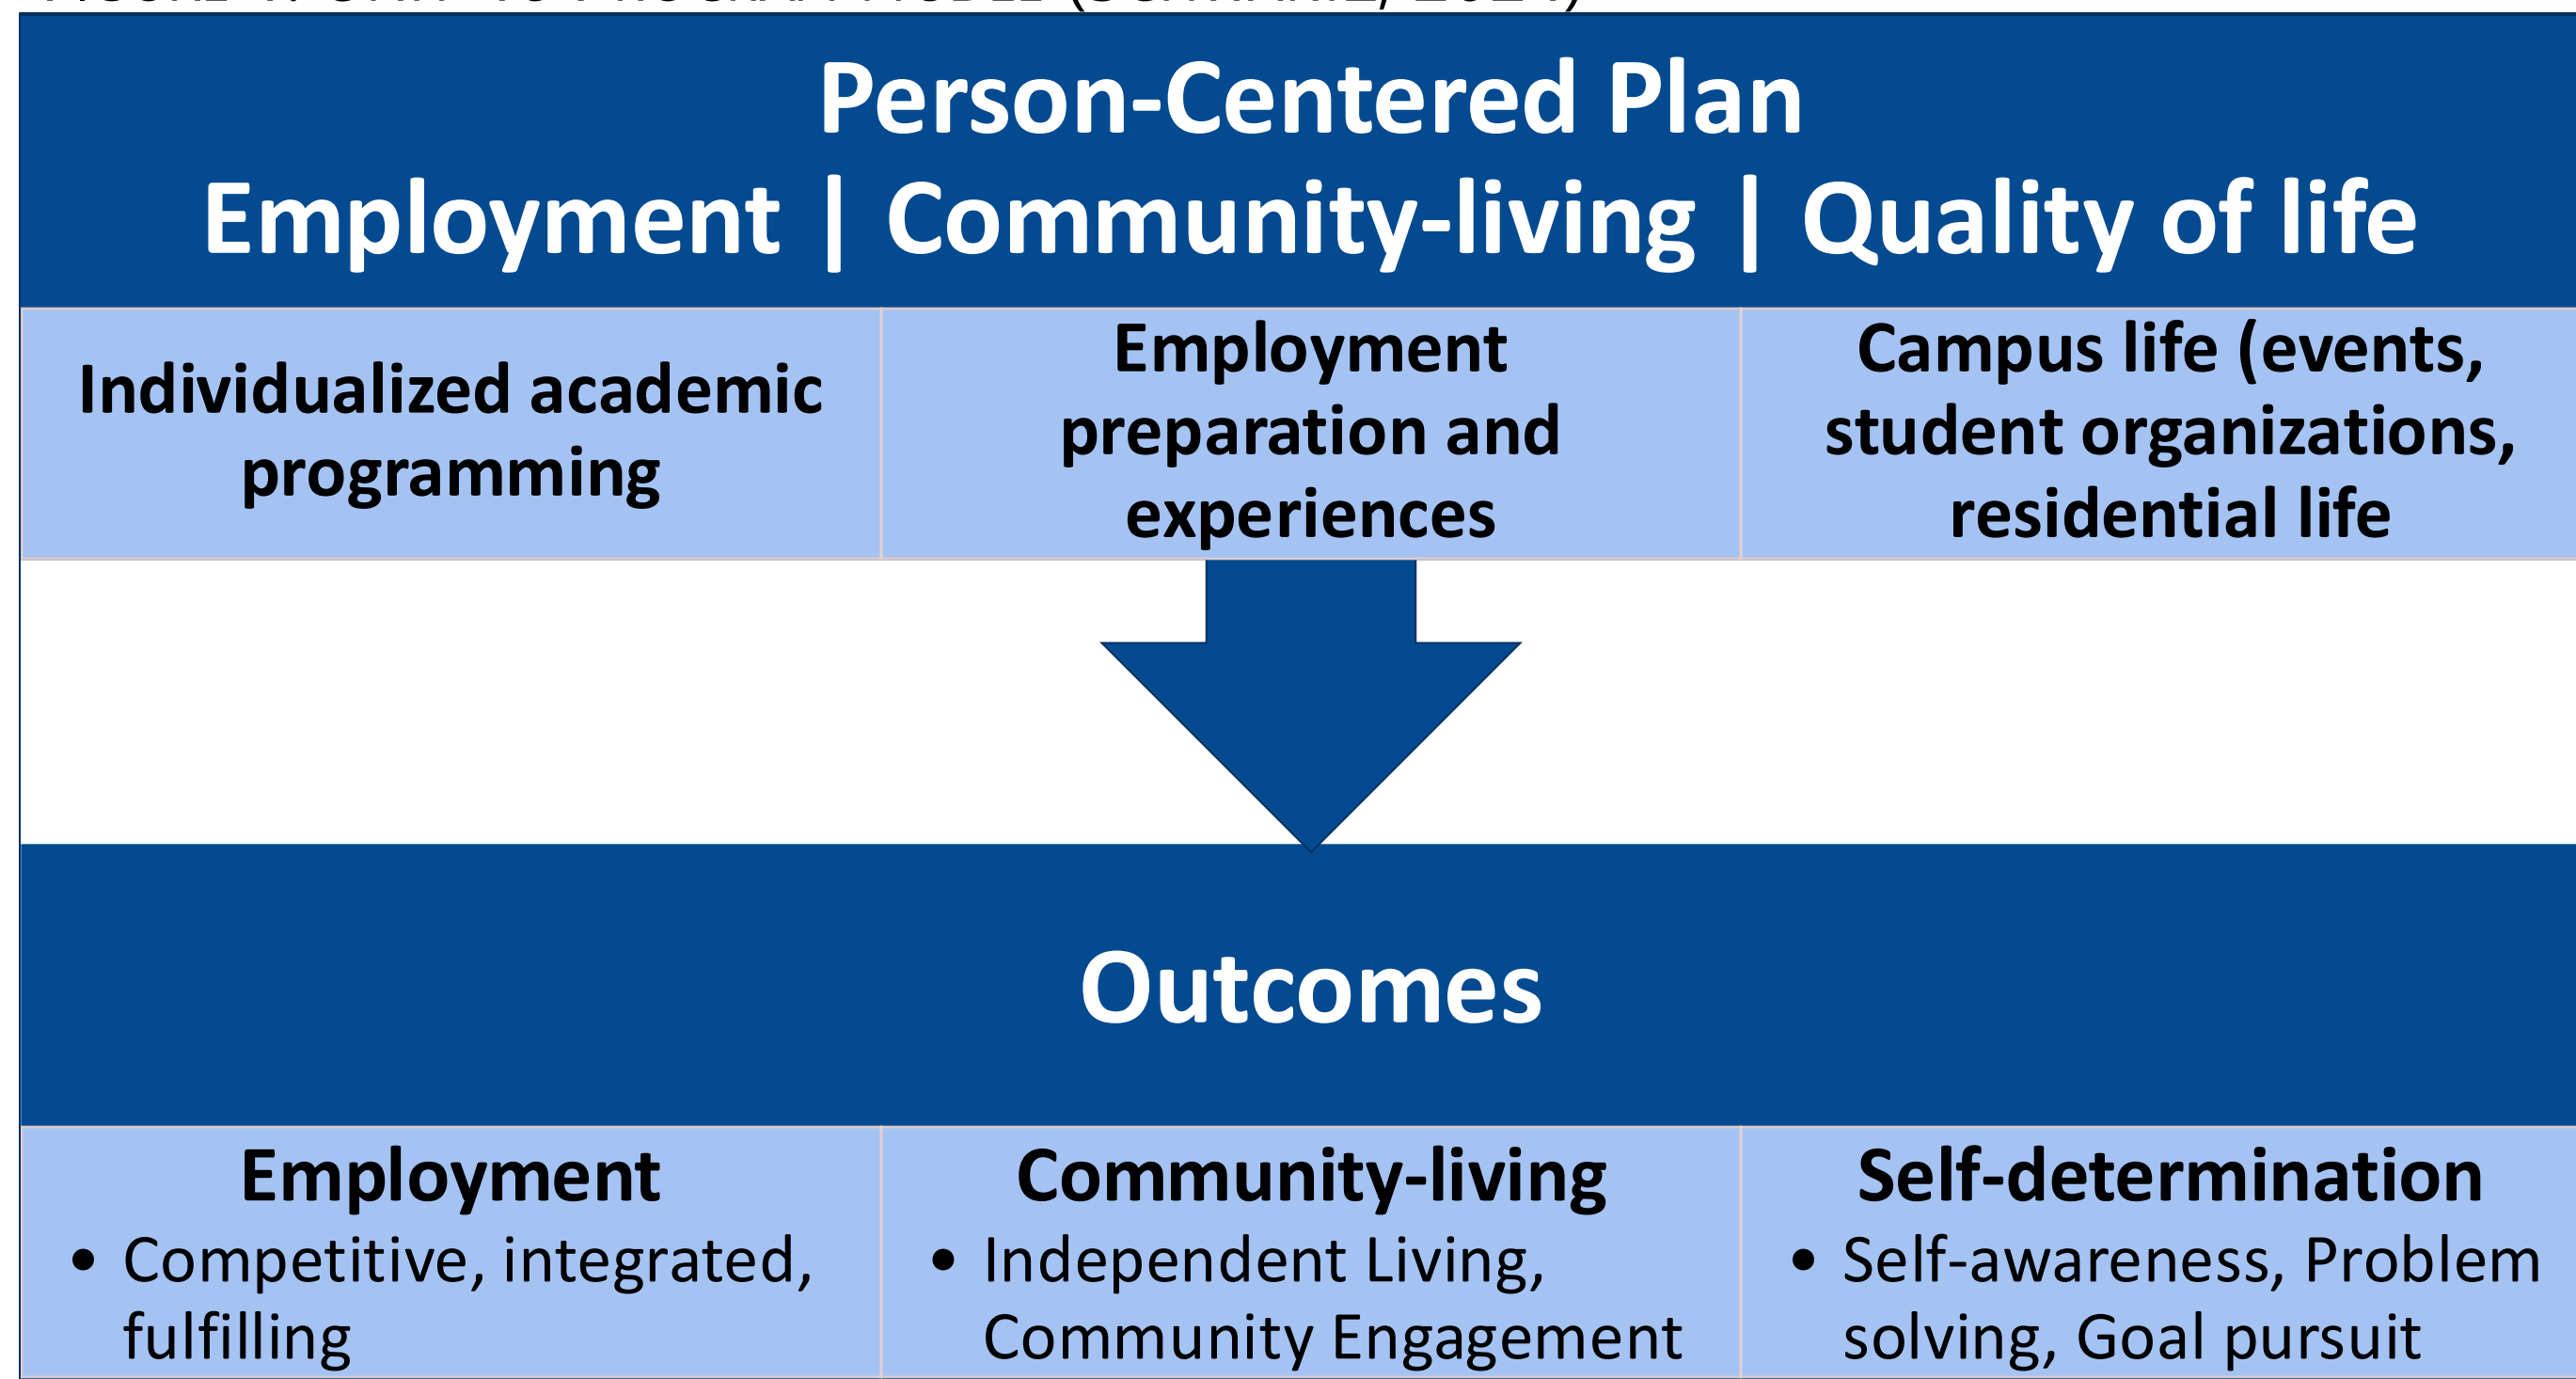 Person-Centered Plan
Employment | Community-living | Quality of life
Individualized academic
programming
Employment
preparation and
experiences
Campus life (events,
student organizations,
residential life
Outcomes
Employment
• Competitive, integrated,
fulfilling
Community-living
• Independent Living,
Community Engagement
Self-determination
• Self-awareness, Problem
solving, Goal pursuit